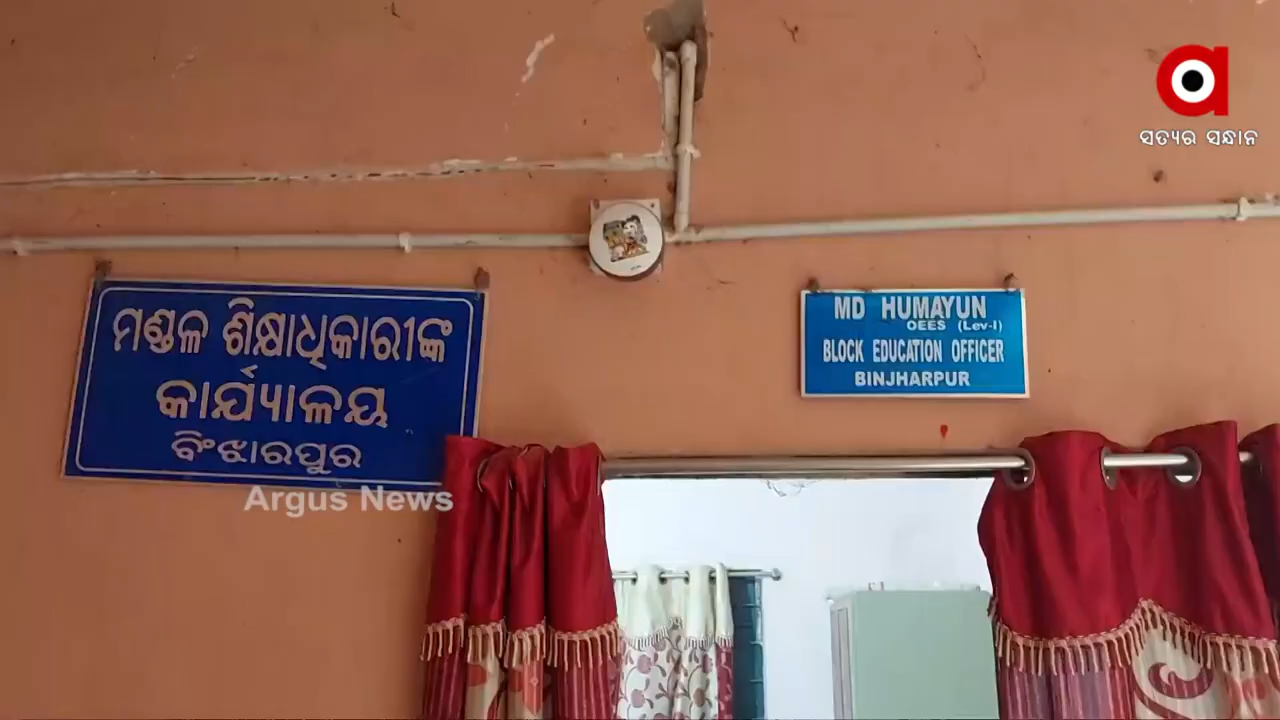 ସତ୍ୟର ସନ୍ଧାନ
ମଣ୍ଡଳ ଶିକ୍ଷାଧିକାରୀଙ୍କ
କାର୍ଯ୍ୟାଳୟ
ବିଂଝାରପୁର
MD HUMAYUN
OEES (Lev-I)
BLOCK EDUCATION OFFICER
BINJHARPUR
Argus News